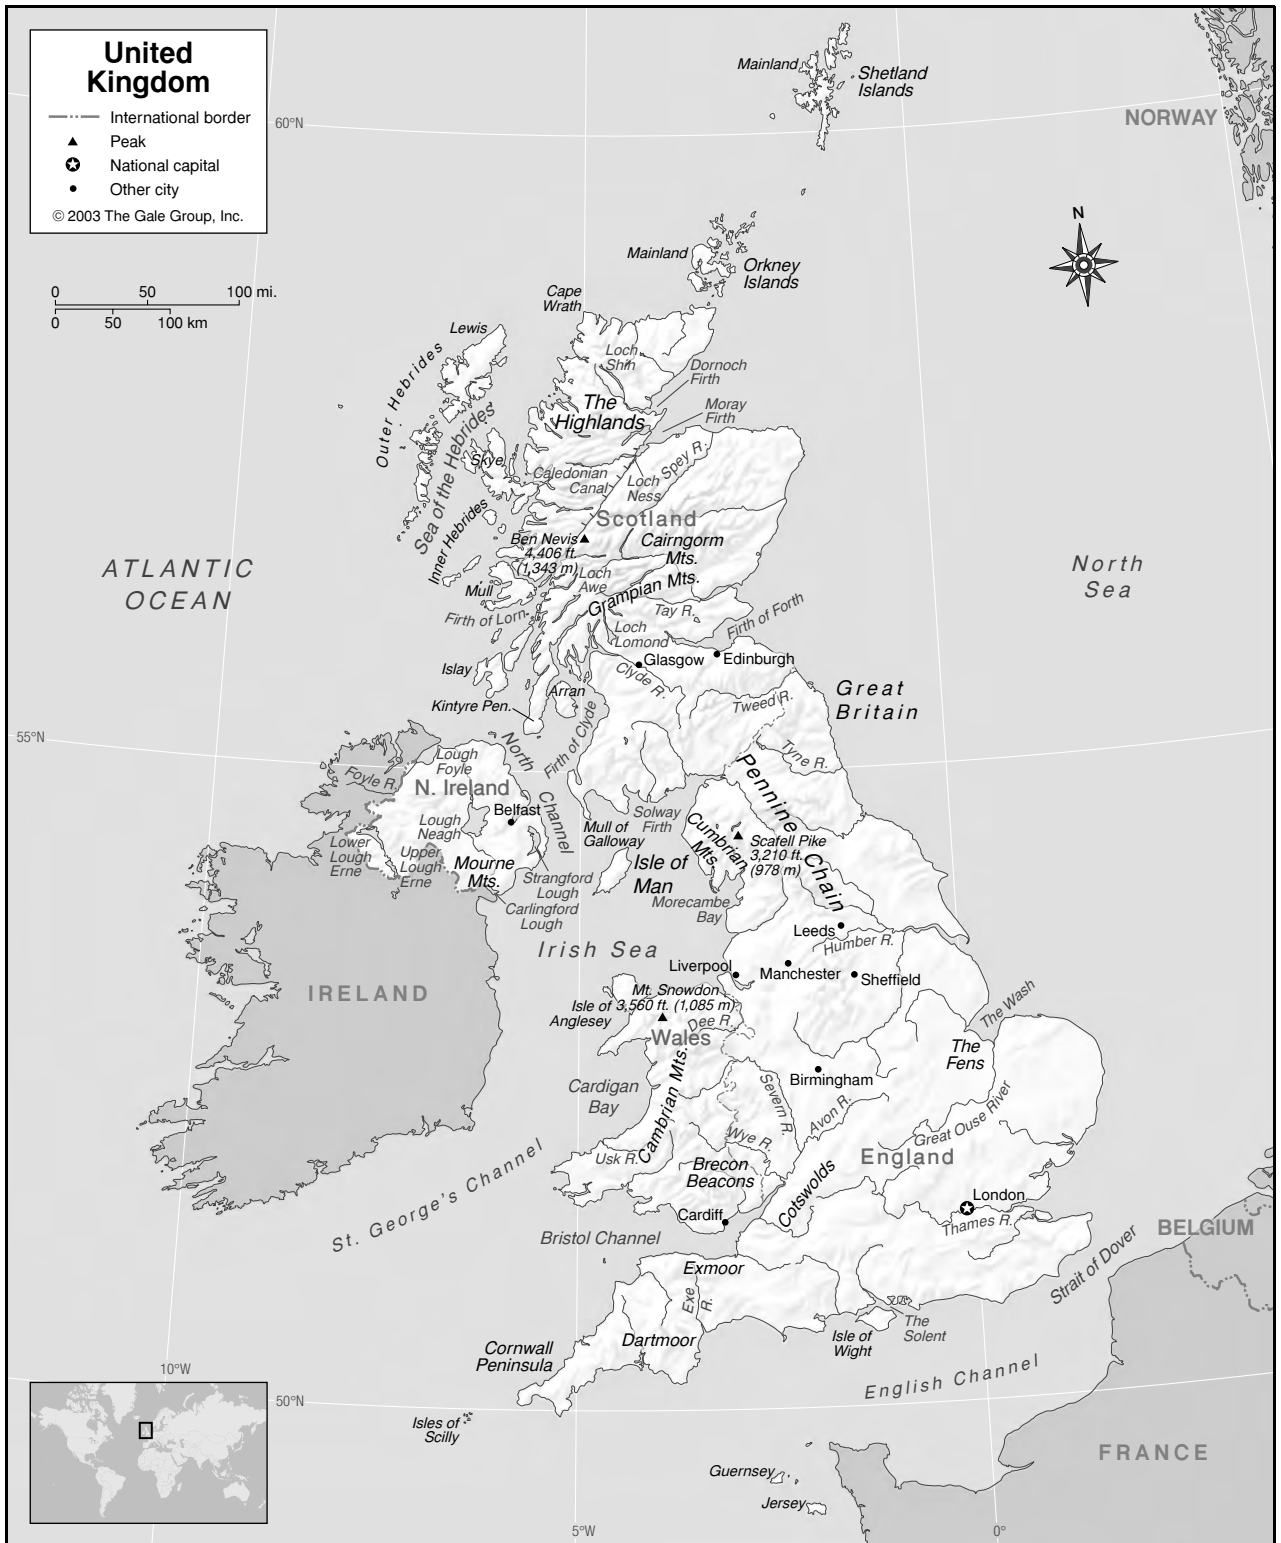 United
Kingdom
International border
Peak
National capital
Other city
© 2003 The Gale Group, Inc.
0 50 100 mi.
0 50 100 km
60°N
Mainland
Shetland
Islands
NORWAY
N
Mainland
Orkney
Islands
Cape
Wrath
Lewis
Outer Hebrides
Loch
Shin
Dornoch
Firth
The
Highlands
Moray
Firth
Sea of the Hebrides
Skye
Caledonian
Canal
Loch
Ness
Spey R.
Inner Hebrides
Scotland
Ben Nevis
4,406 ft.
(1,343 m)
Cairngorm
Mts.
ATLANTIC
OCEAN
North
Sea
Mull
Loch
Awe
Grampian Mts.
Firth of Lorn
Tay R.
Firth of Forth
Loch
Lomond
Glasgow
Edinburgh
Islay
Clyde R.
Arran
Kintyre Pen.
Tweed R.
Great
Britain
55°N
North Channel
Firth of Clyde
Lough
Foyle
Foyle R.
N. Ireland
Tyne R.
Pennine Chain
Belfast
Lough
Neagh
Mull of
Galloway
Solway
Firth
Cumbrian
Mts.
Scafell Pike
3,210 ft.
(978 m)
Lower
Lough
Erne
Upper
Lough
Erne
Mourne
Mts.
Isle of
Man
Strangford
Lough
Carlingford
Lough
Morecambe
Bay
Leeds
Humber R.
Irish Sea
Liverpool
Manchester
Sheffield
IRELAND
Mt. Snowdon
3,560 ft. (1,085 m)
Isle of
Anglesey
Dee R.
Wales
The Wash
The
Fens
Birmingham
Cardigan
Bay
Cambrian Mts.
Severn R.
Avon R.
Great Ouse River
Wye R.
Usk R.
England
Brecon
Beacons
St. George's Channel
Cotswolds
London
Thames R.
Cardiff
Bristol Channel
BELGIUM
Strait of Dover
Exmoor
Exe
R.
Dartmoor
Cornwall
Peninsula
Isle of
Wight
The
Solent
10°W
English Channel
50°N
Isles of
Scilly
FRANCE
Guernsey
Jersey
5°W
0°